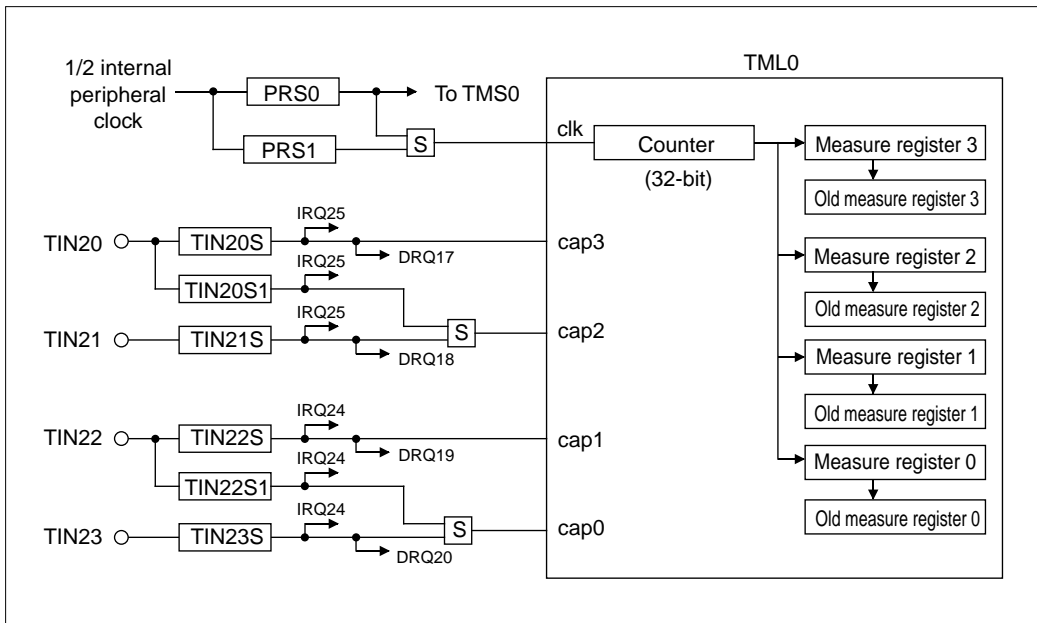 1/2 internal
peripheral
clock
PRS0
To TMS0
PRS1
S
TML0
clk
Counter
(32-bit)
Measure register 3
Old measure register 3
Measure register 2
Old measure register 2
Measure register 1
Old measure register 1
Measure register 0
Old measure register 0
TIN20
TIN20S
IRQ25
DRQ17
cap3
TIN20S1
IRQ25
TIN21
TIN21S
IRQ25
DRQ18
S
cap2
TIN22
TIN22S
IRQ24
DRQ19
cap1
TIN22S1
IRQ24
TIN23
TIN23S
IRQ24
DRQ20
S
cap0